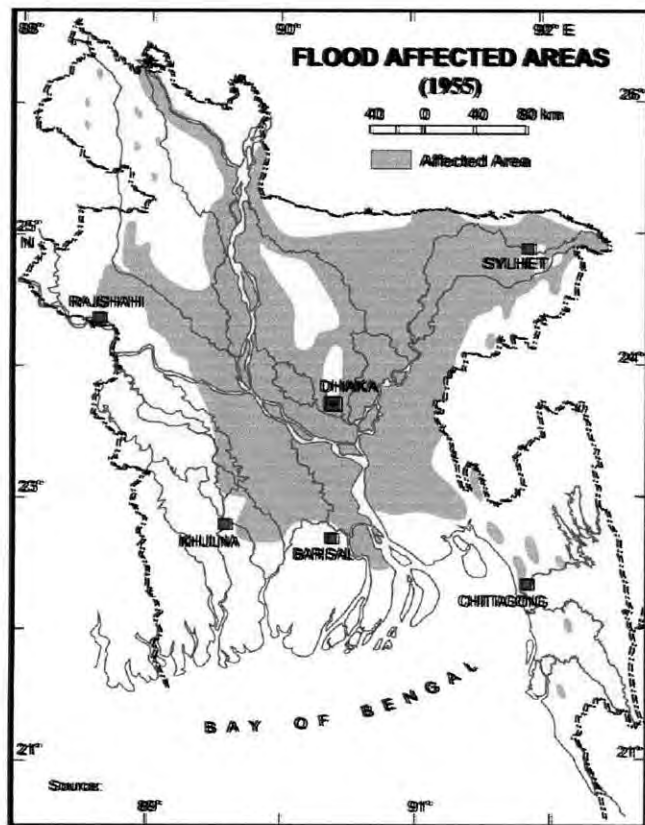 88° 90° 92° E
FLOOD AFFECTED AREAS
(1955)
40 0 40 80 km
Affected Area
26°
25°
N
SYLHET
RAJSHAHI
24°
DHAKA
23°
KHULNA
BARISAL
CHITTAGONG
BAY OF BENGAL
21° 21°
Source:
89° 91°